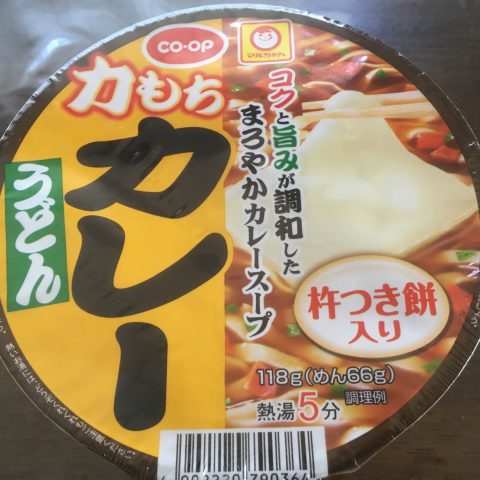 CO·OP
マルちゃん
力もち
カレー
うどん
コクと旨みが調和した
まろやかカレースープ
杵つき餅
入り
118g(めん66g)
調理例
熱湯5分